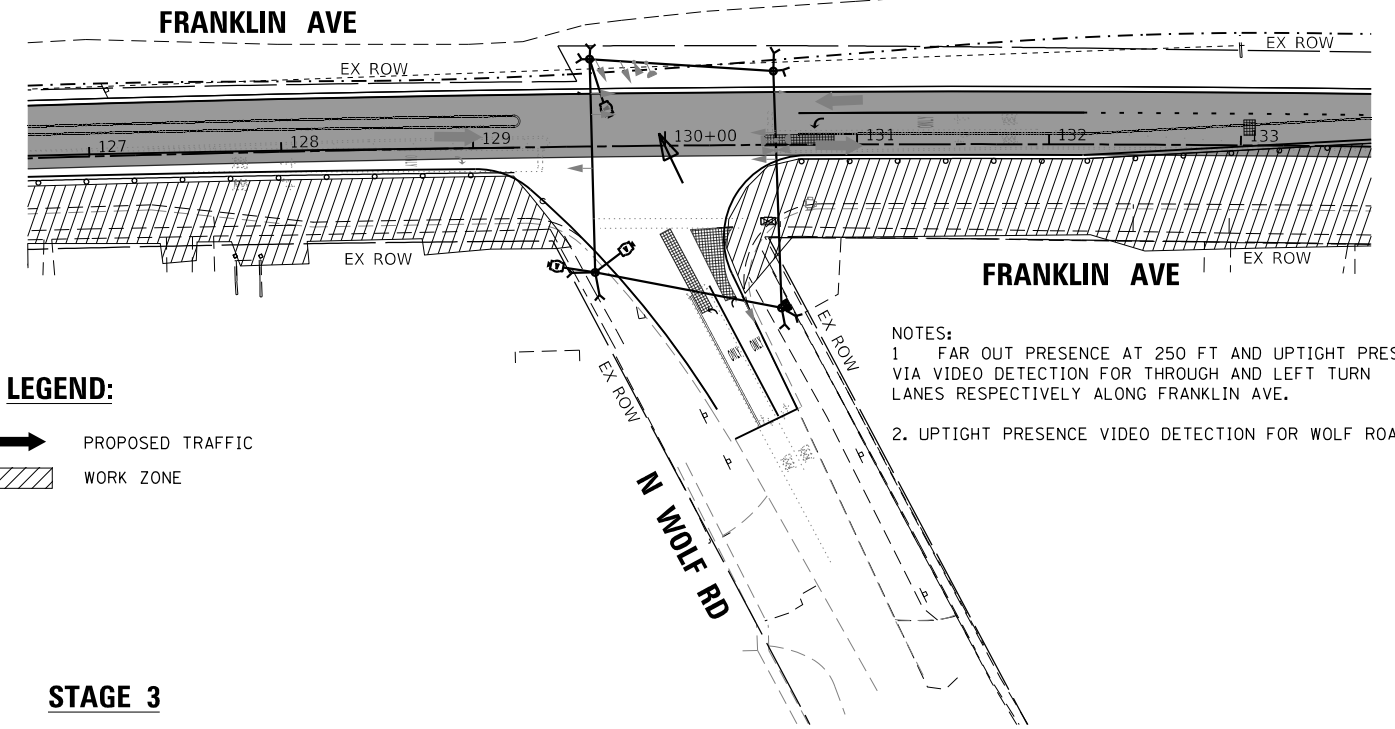 FRANKLIN AVE
EX ROW
EX ROW
127
128
129
130+00
131
132
133
EX ROW
EX ROW
FRANKLIN AVE
EX ROW
EX ROW
ONLY
ONLY
N WOLF RD
NOTES:
1 FAR OUT PRESENCE AT 250 FT AND UPTIGHT PRES
VIA VIDEO DETECTION FOR THROUGH AND LEFT TURN
LANES RESPECTIVELY ALONG FRANKLIN AVE.
2. UPTIGHT PRESENCE VIDEO DETECTION FOR WOLF ROA
LEGEND:
PROPOSED TRAFFIC
WORK ZONE
STAGE 3